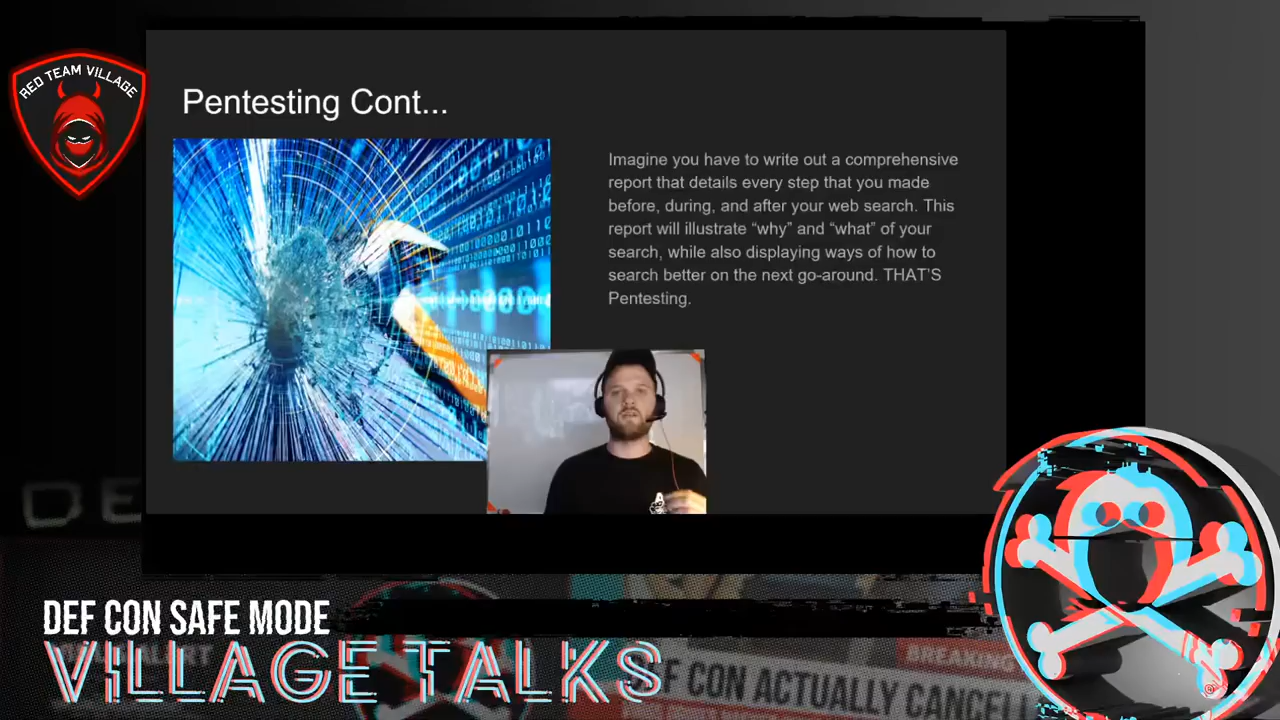 RED TEAM VILLAGE
Pentesting Cont...
Imagine you have to write out a comprehensive
report that details every step that you made
before, during, and after your web search. This
report will illustrate “why” and “what” of your
search, while also displaying ways of how to
search better on the next go-around. THAT’S
Pentesting.
DE
DEF CON SAFE MODE
VILLAGE TALKS
BREAKING
DEF CON ACTUALLY CANCEL